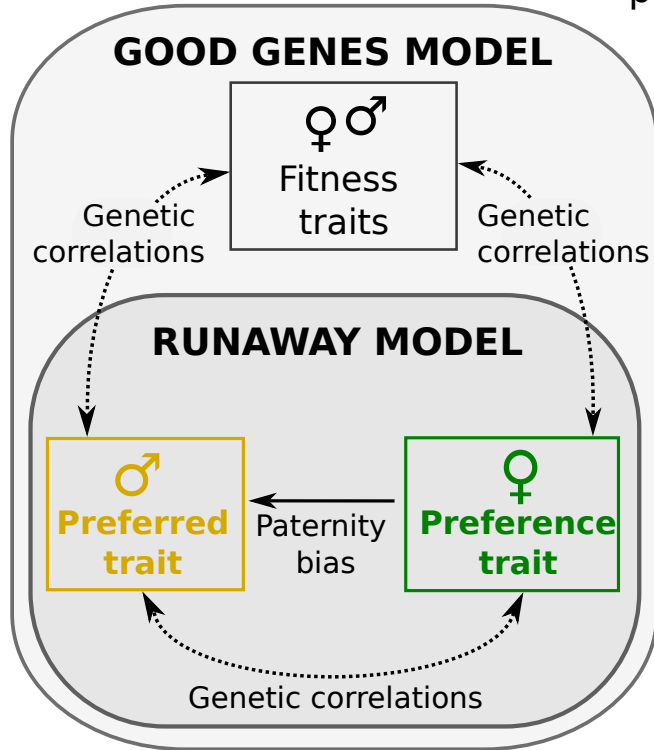 p
GOOD GENES MODEL
♀♂
Fitness
traits
Genetic
correlations
Genetic
correlations
RUNAWAY MODEL
♂
Preferred
trait
Paternity
bias
♀
Preference
trait
Genetic correlations